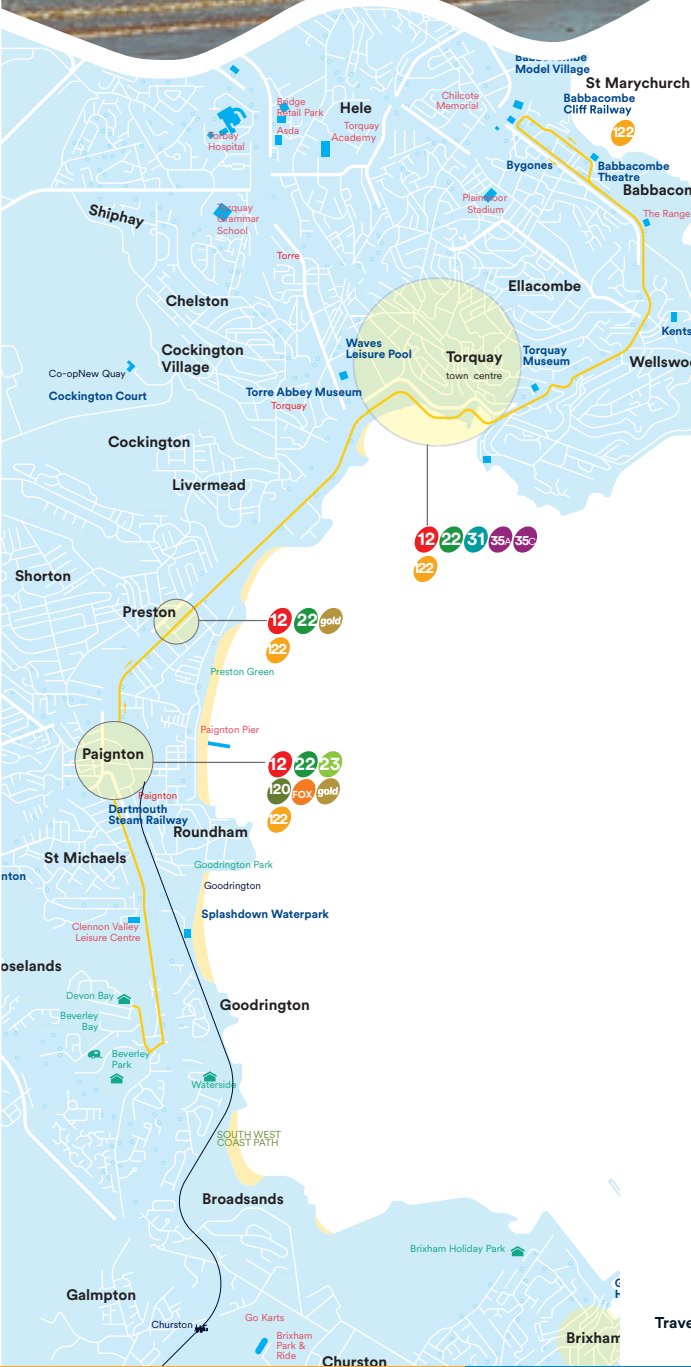 Babbacombe
Model Village
St Marychurch
Chilcote
Memorial
Babbacombe
Cliff Railway
122
Bridge
Retail Park
Hele
Asda
Torquay
Academy
Torbay
Hospital
Bygones
Babbacombe
Theatre
Babbacom
Plainmoor
Stadium
The Range
Shiphay
Torquay
Grammar
School
Torre
Ellacombe
Chelston
Kents
Waves
Leisure Pool
Cockington
Village
Torquay
town centre
Torquay
Museum
Wellswo
Co-opNew Quay
Cockington Court
Torre Abbey Museum
Torquay
Cockington
Livermead
12 22 31 35A 35C
122
Shorton
Preston
12 22 gold
122
Preston Green
Paignton Pier
Paignton
12 22 23
120 FOX gold
122
Paignton
Dartmouth
Steam Railway
Roundham
St Michaels
Goodrington Park
nton
Goodrington
Splashdown Waterpark
Clennon Valley
Leisure Centre
oselands
Devon Bay
Goodrington
Beverley
Bay
Beverley
Park
Waterside
SOUTH WEST
COAST PATH
Broadsands
Brixham Holiday Park
Galmpton
G
H
Churston
Go Karts
Trave
Brixham
Park &
Ride
Brixham
Churston